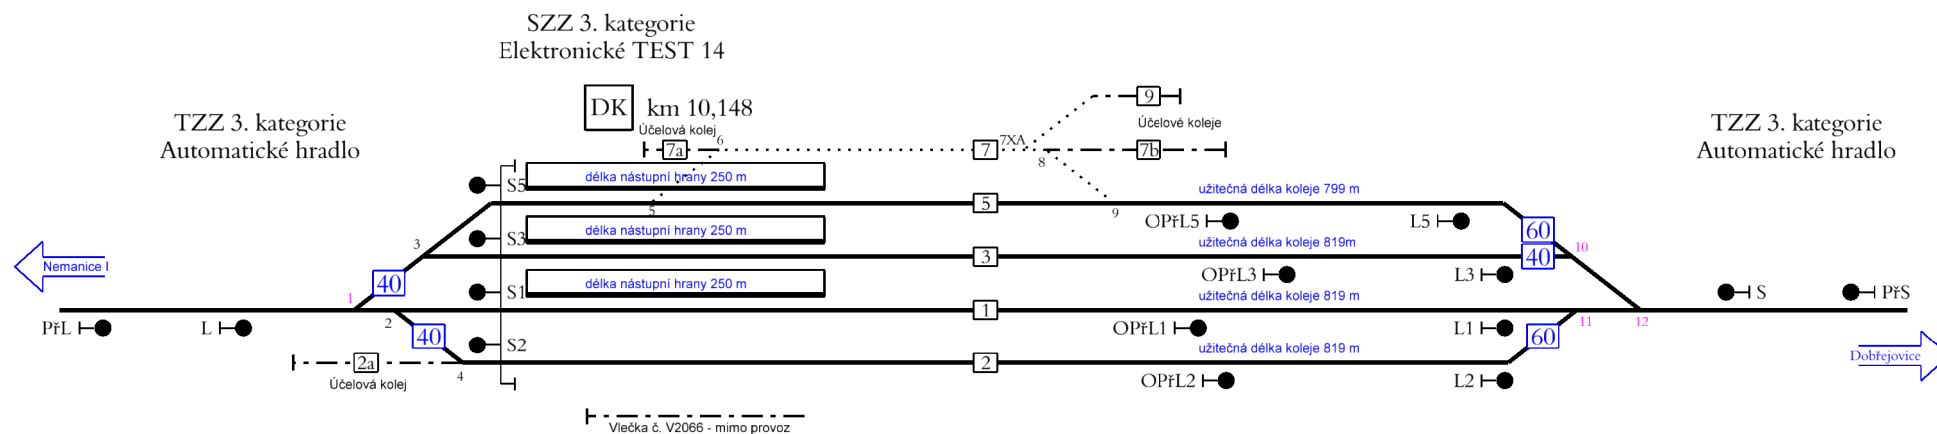 SZZ 3. kategorie
Elektronické TEST 14
DK km 10,148
TZZ 3. kategorie
Automatické hradlo
TZZ 3. kategorie
Automatické hradlo
Účelová kolej
7a
6
7
7XA
8
9
Účelové koleje
7b
S5
délka nástupní hrany 250 m
5
5
9
užitečná délka koleje 799 m
OPřL5
L5
60
3
S3
délka nástupní hrany 250 m
3
užitečná délka koleje 819m
OPřL3
L3
40
10
Nemanice I
40
1
S1
délka nástupní hrany 250 m
1
užitečná délka koleje 819 m
OPřL1
L1
11
12
S
PřS
PřL
L
2
40
S2
60
2a
Účelová kolej
4
2
užitečná délka koleje 819 m
OPřL2
L2
Dobřejovice
Vlečka č. V2066 - mimo provoz